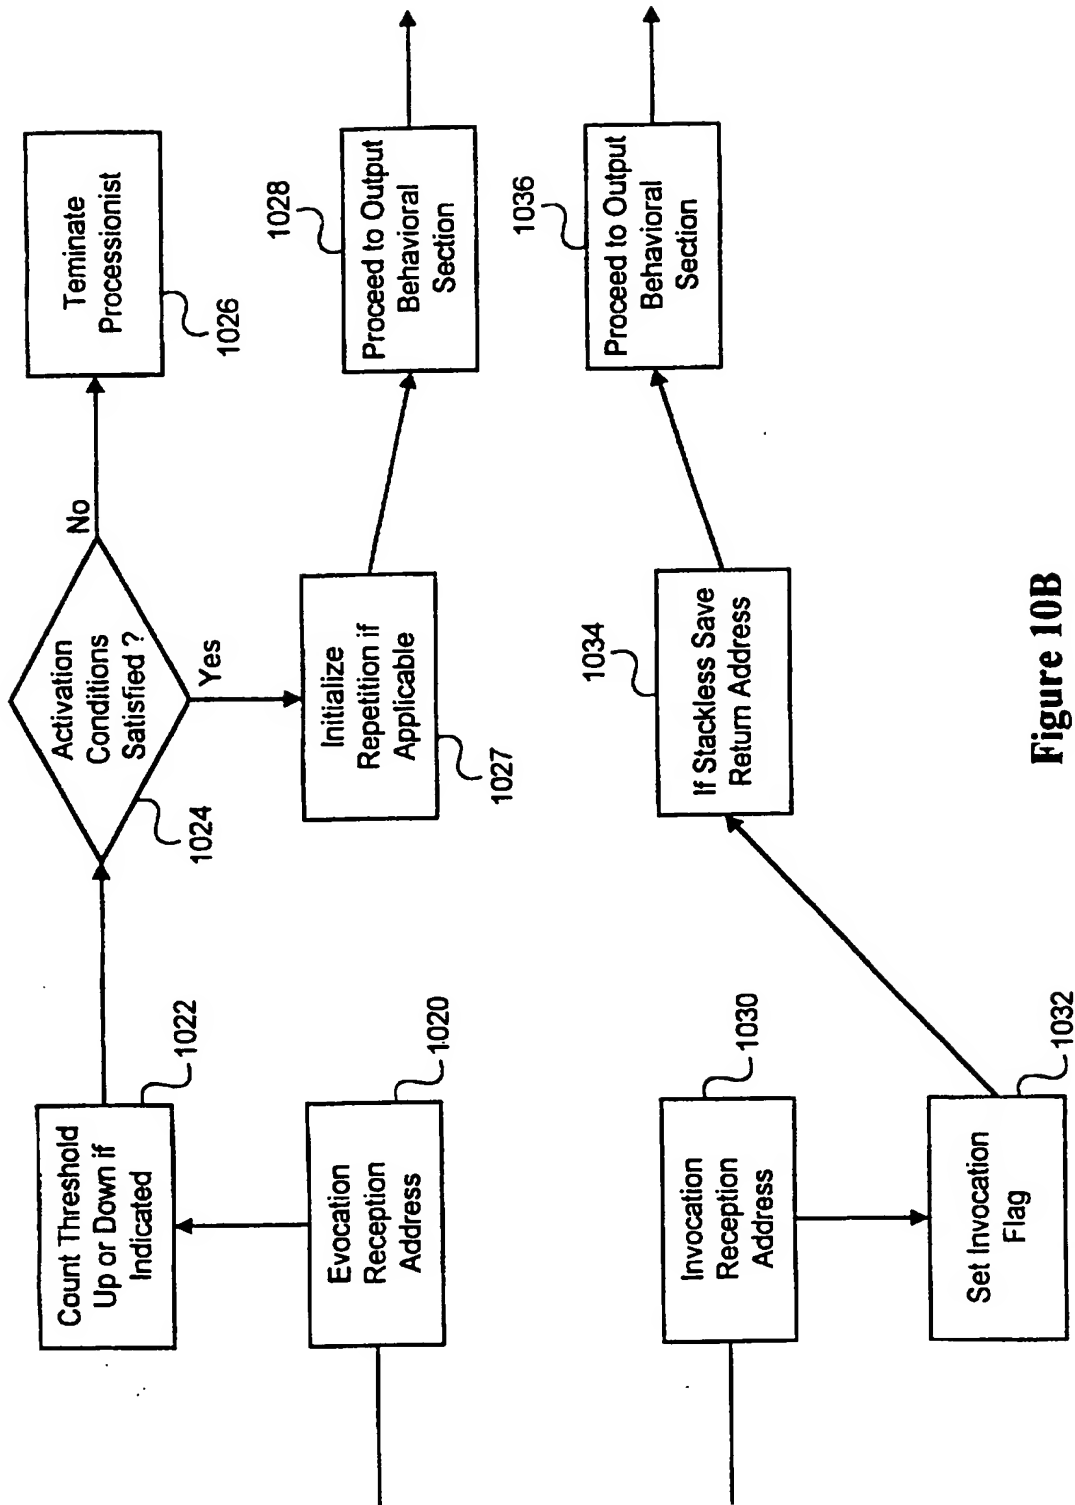 Count Threshold
Up or Down if
Indicated
1022
Activation
Conditions
Satisfied ?
1024
No
Yes
Teminate
Processionist
1026
Evocation
Reception
Address
1020
Initialize
Repetition if
Applicable
1027
Proceed to Output
Behavioral
Section
1028
Invocation
Reception
Address
1030
Set Invocation
Flag
1032
If Stackless Save
Return Address
1034
Proceed to Output
Behavioral
Section
1036
Figure 10B